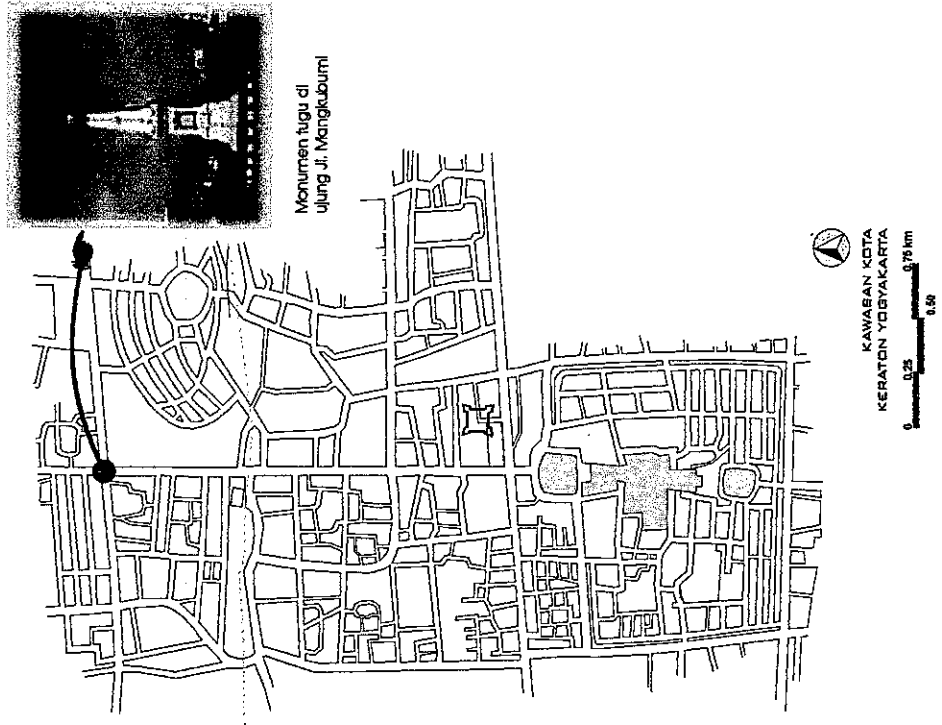 Monumen tugu di
ujung Jl. Mangkubumi
KAWASAN KOTA
KERATON YOGYAKARTA
0 0,25 0,75 km
0.50